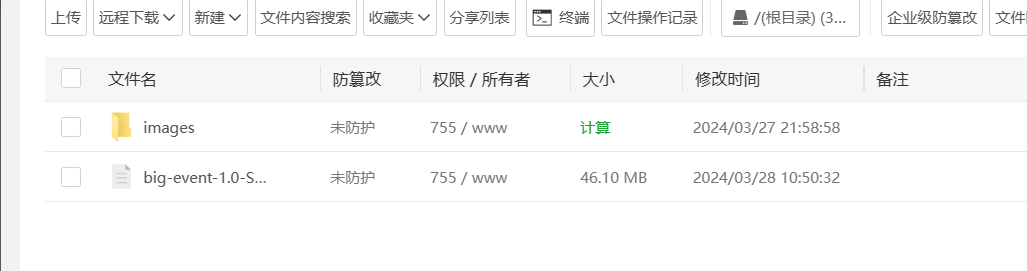 上传 远程下载 新建 文件内容搜索 收藏夹 分享列表 终端 文件操作记录 /(根目录) (3... 企业级防篡改
文件名 防篡改 权限 / 所有者 大小 修改时间 备注
images 未防护 755 / www 计算 2024/03/27 21:58:58
big-event-1.0-S... 未防护 755 / www 46.10 MB 2024/03/28 10:50:32